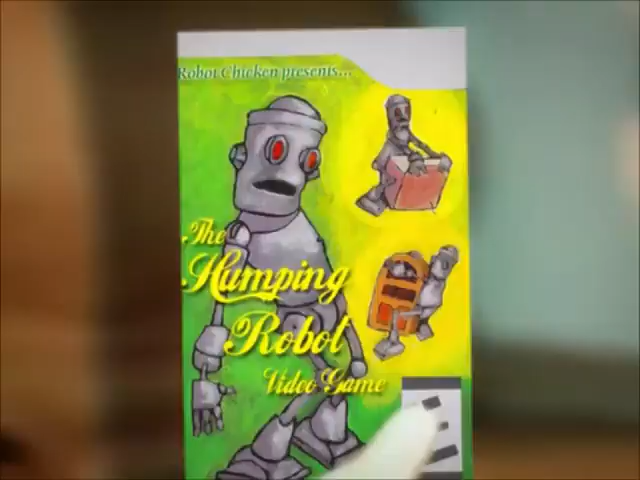 Robot Chicken presents...
The
Humping
Robot
Video Game